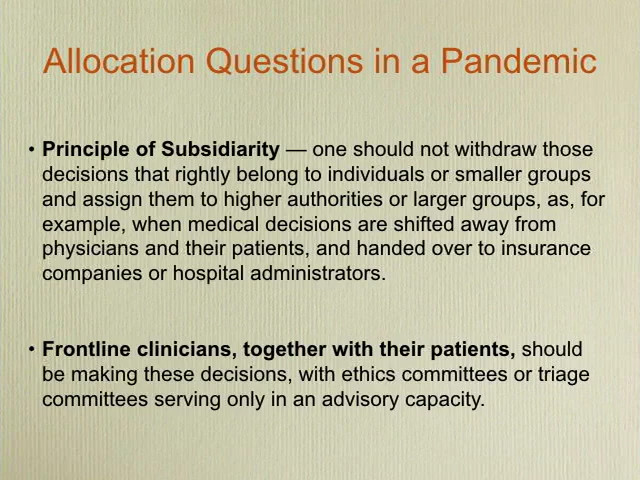 Allocation Questions in a Pandemic
• Principle of Subsidiarity — one should not withdraw those
decisions that rightly belong to individuals or smaller groups
and assign them to higher authorities or larger groups, as, for
example, when medical decisions are shifted away from
physicians and their patients, and handed over to insurance
companies or hospital administrators.
• Frontline clinicians, together with their patients, should
be making these decisions, with ethics committees or triage
committees serving only in an advisory capacity.